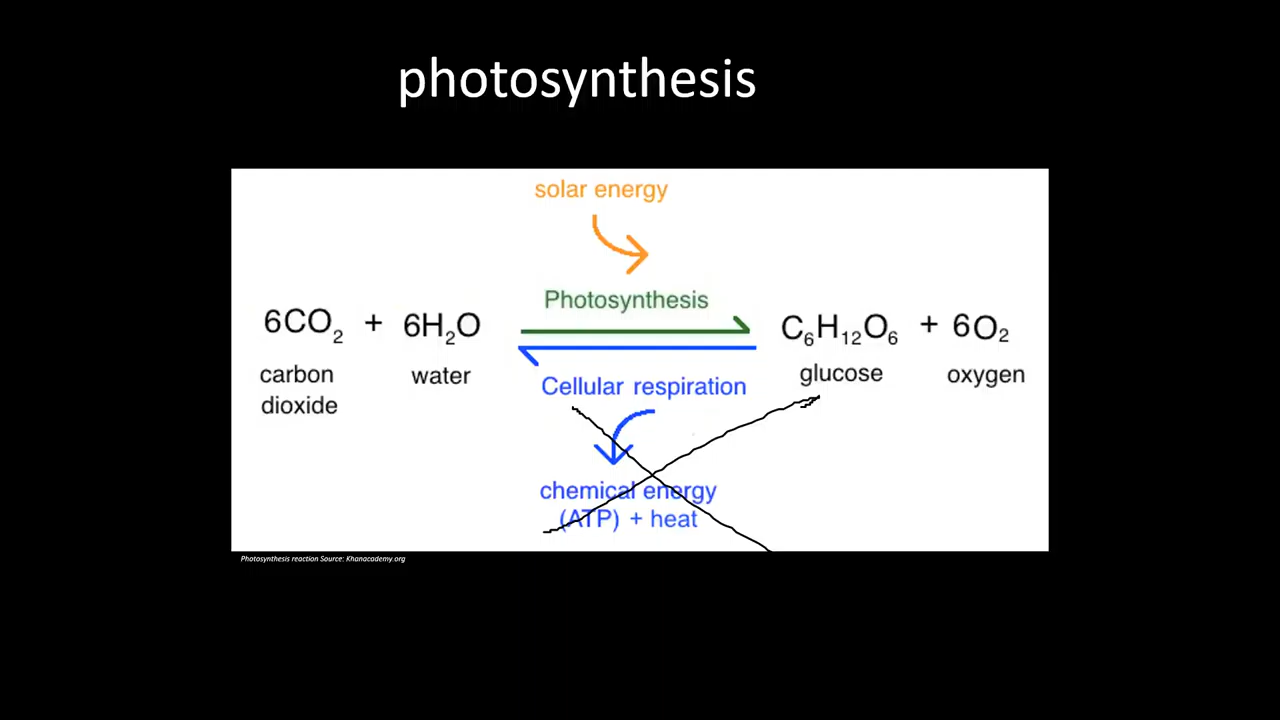 photosynthesis
solar energy
Photosynthesis
6CO₂ + 6H₂O C₆H₁₂O₆ + 6O₂
carbon dioxide water glucose oxygen
Cellular respiration
chemical energy
(ATP) + heat
Photosynthesis reaction Source: Khanacademy.org